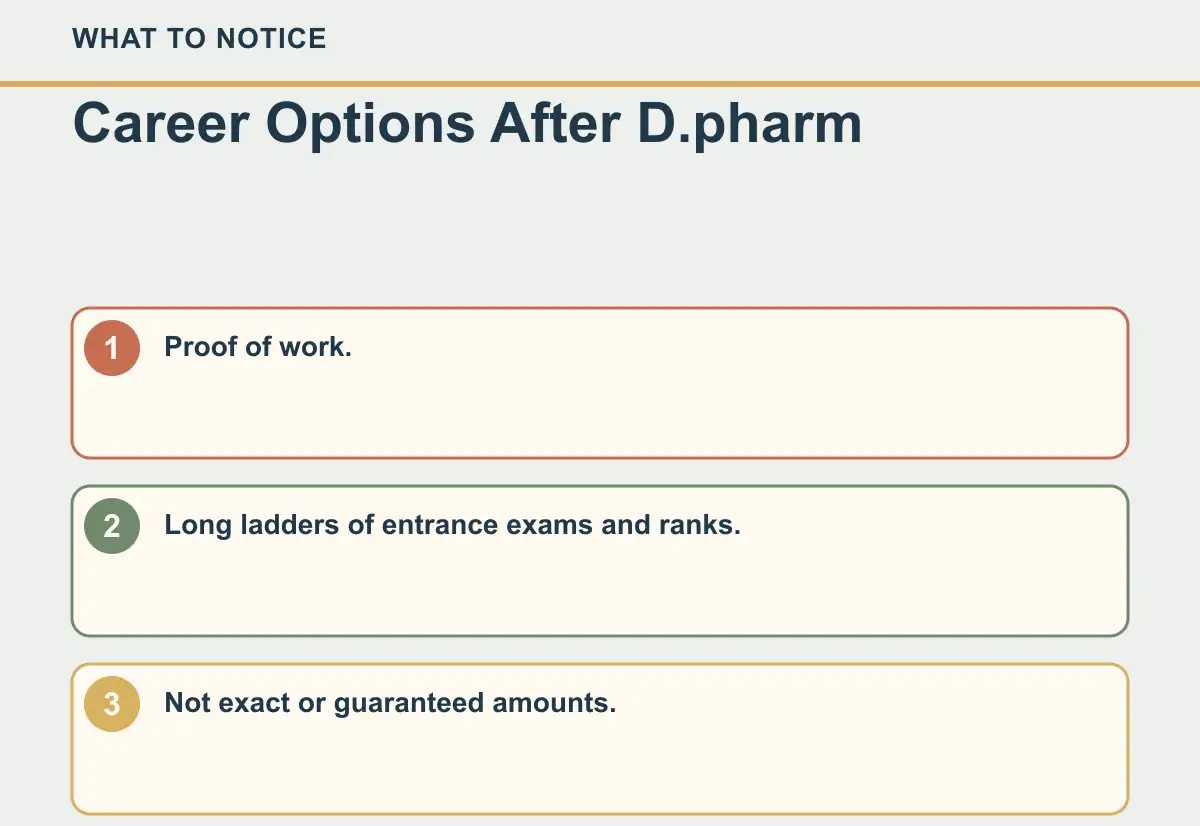 WHAT TO NOTICE
Career Options After D.pharm
1 Proof of work.
2 Long ladders of entrance exams and ranks.
3 Not exact or guaranteed amounts.